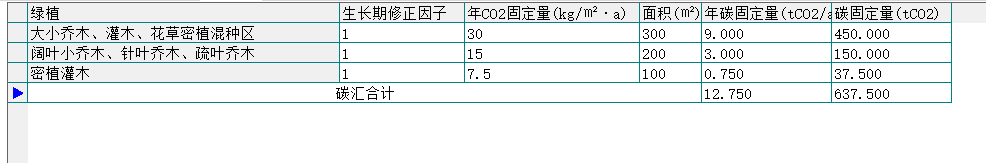 绿植 生长期修正因子 年CO2固定量(kg/㎡·a) 面积(㎡) 年碳固定量(tCO2/a 碳固定量(tCO2)
大小乔木、灌木、花草密植混种区 1 30 300 9.000 450.000
阔叶小乔木、针叶乔木、疏叶乔木 1 15 200 3.000 150.000
密植灌木 1 7.5 100 0.750 37.500
碳汇合计 12.750 637.500